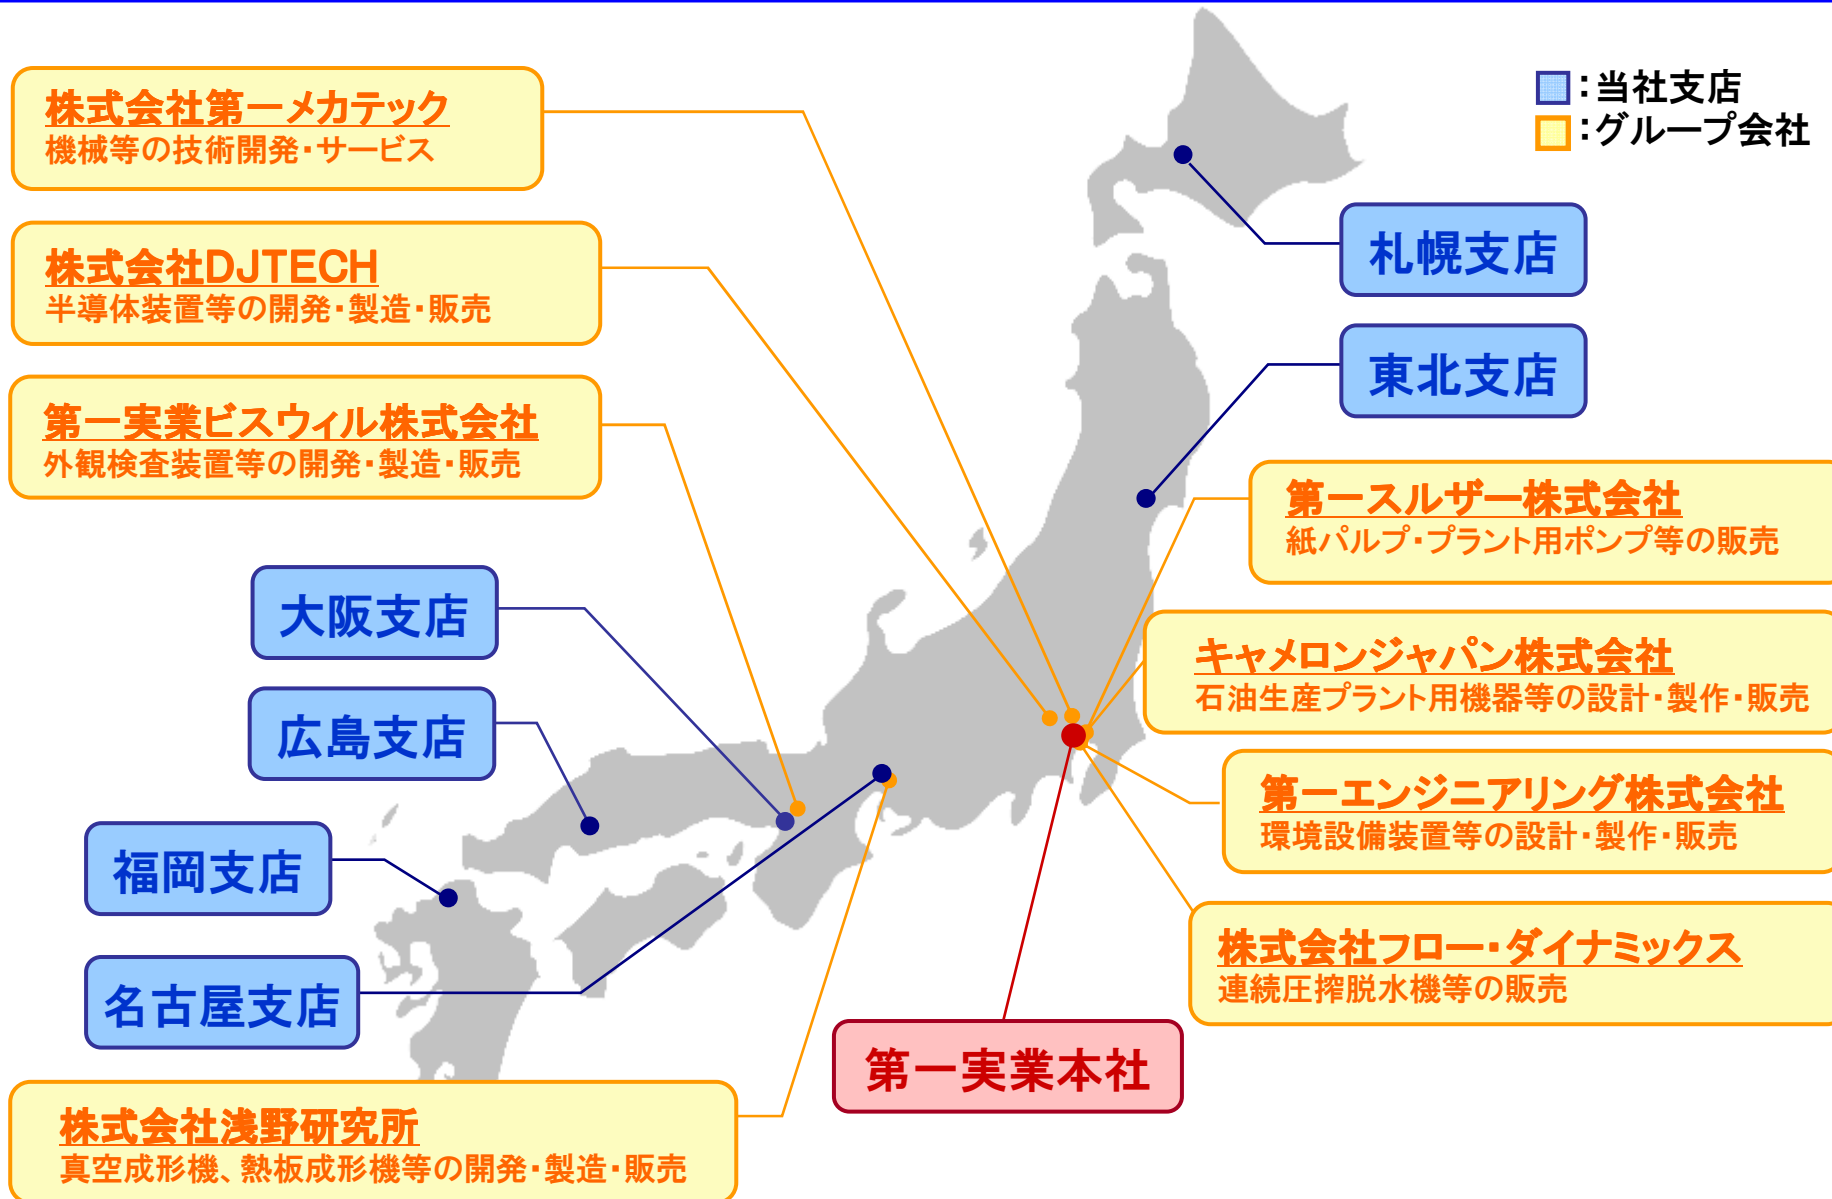 ：当社支店
：グループ会社
株式会社第一メカテック
機械等の技術開発・サービス
株式会社DJTECH
半導体装置等の開発・製造・販売
第一実業ビスウィル株式会社
外観検査装置等の開発・製造・販売
札幌支店
東北支店
第一スルザー株式会社
紙パルプ・プラント用ポンプ等の販売
キャメロンジャパン株式会社
石油生産プラント用機器等の設計・製作・販売
第一エンジニアリング株式会社
環境設備装置等の設計・製作・販売
株式会社フロー・ダイナミックス
連続圧搾脱水機等の販売
大阪支店
広島支店
福岡支店
名古屋支店
第一実業本社
株式会社浅野研究所
真空成形機、熱板成形機等の開発・製造・販売